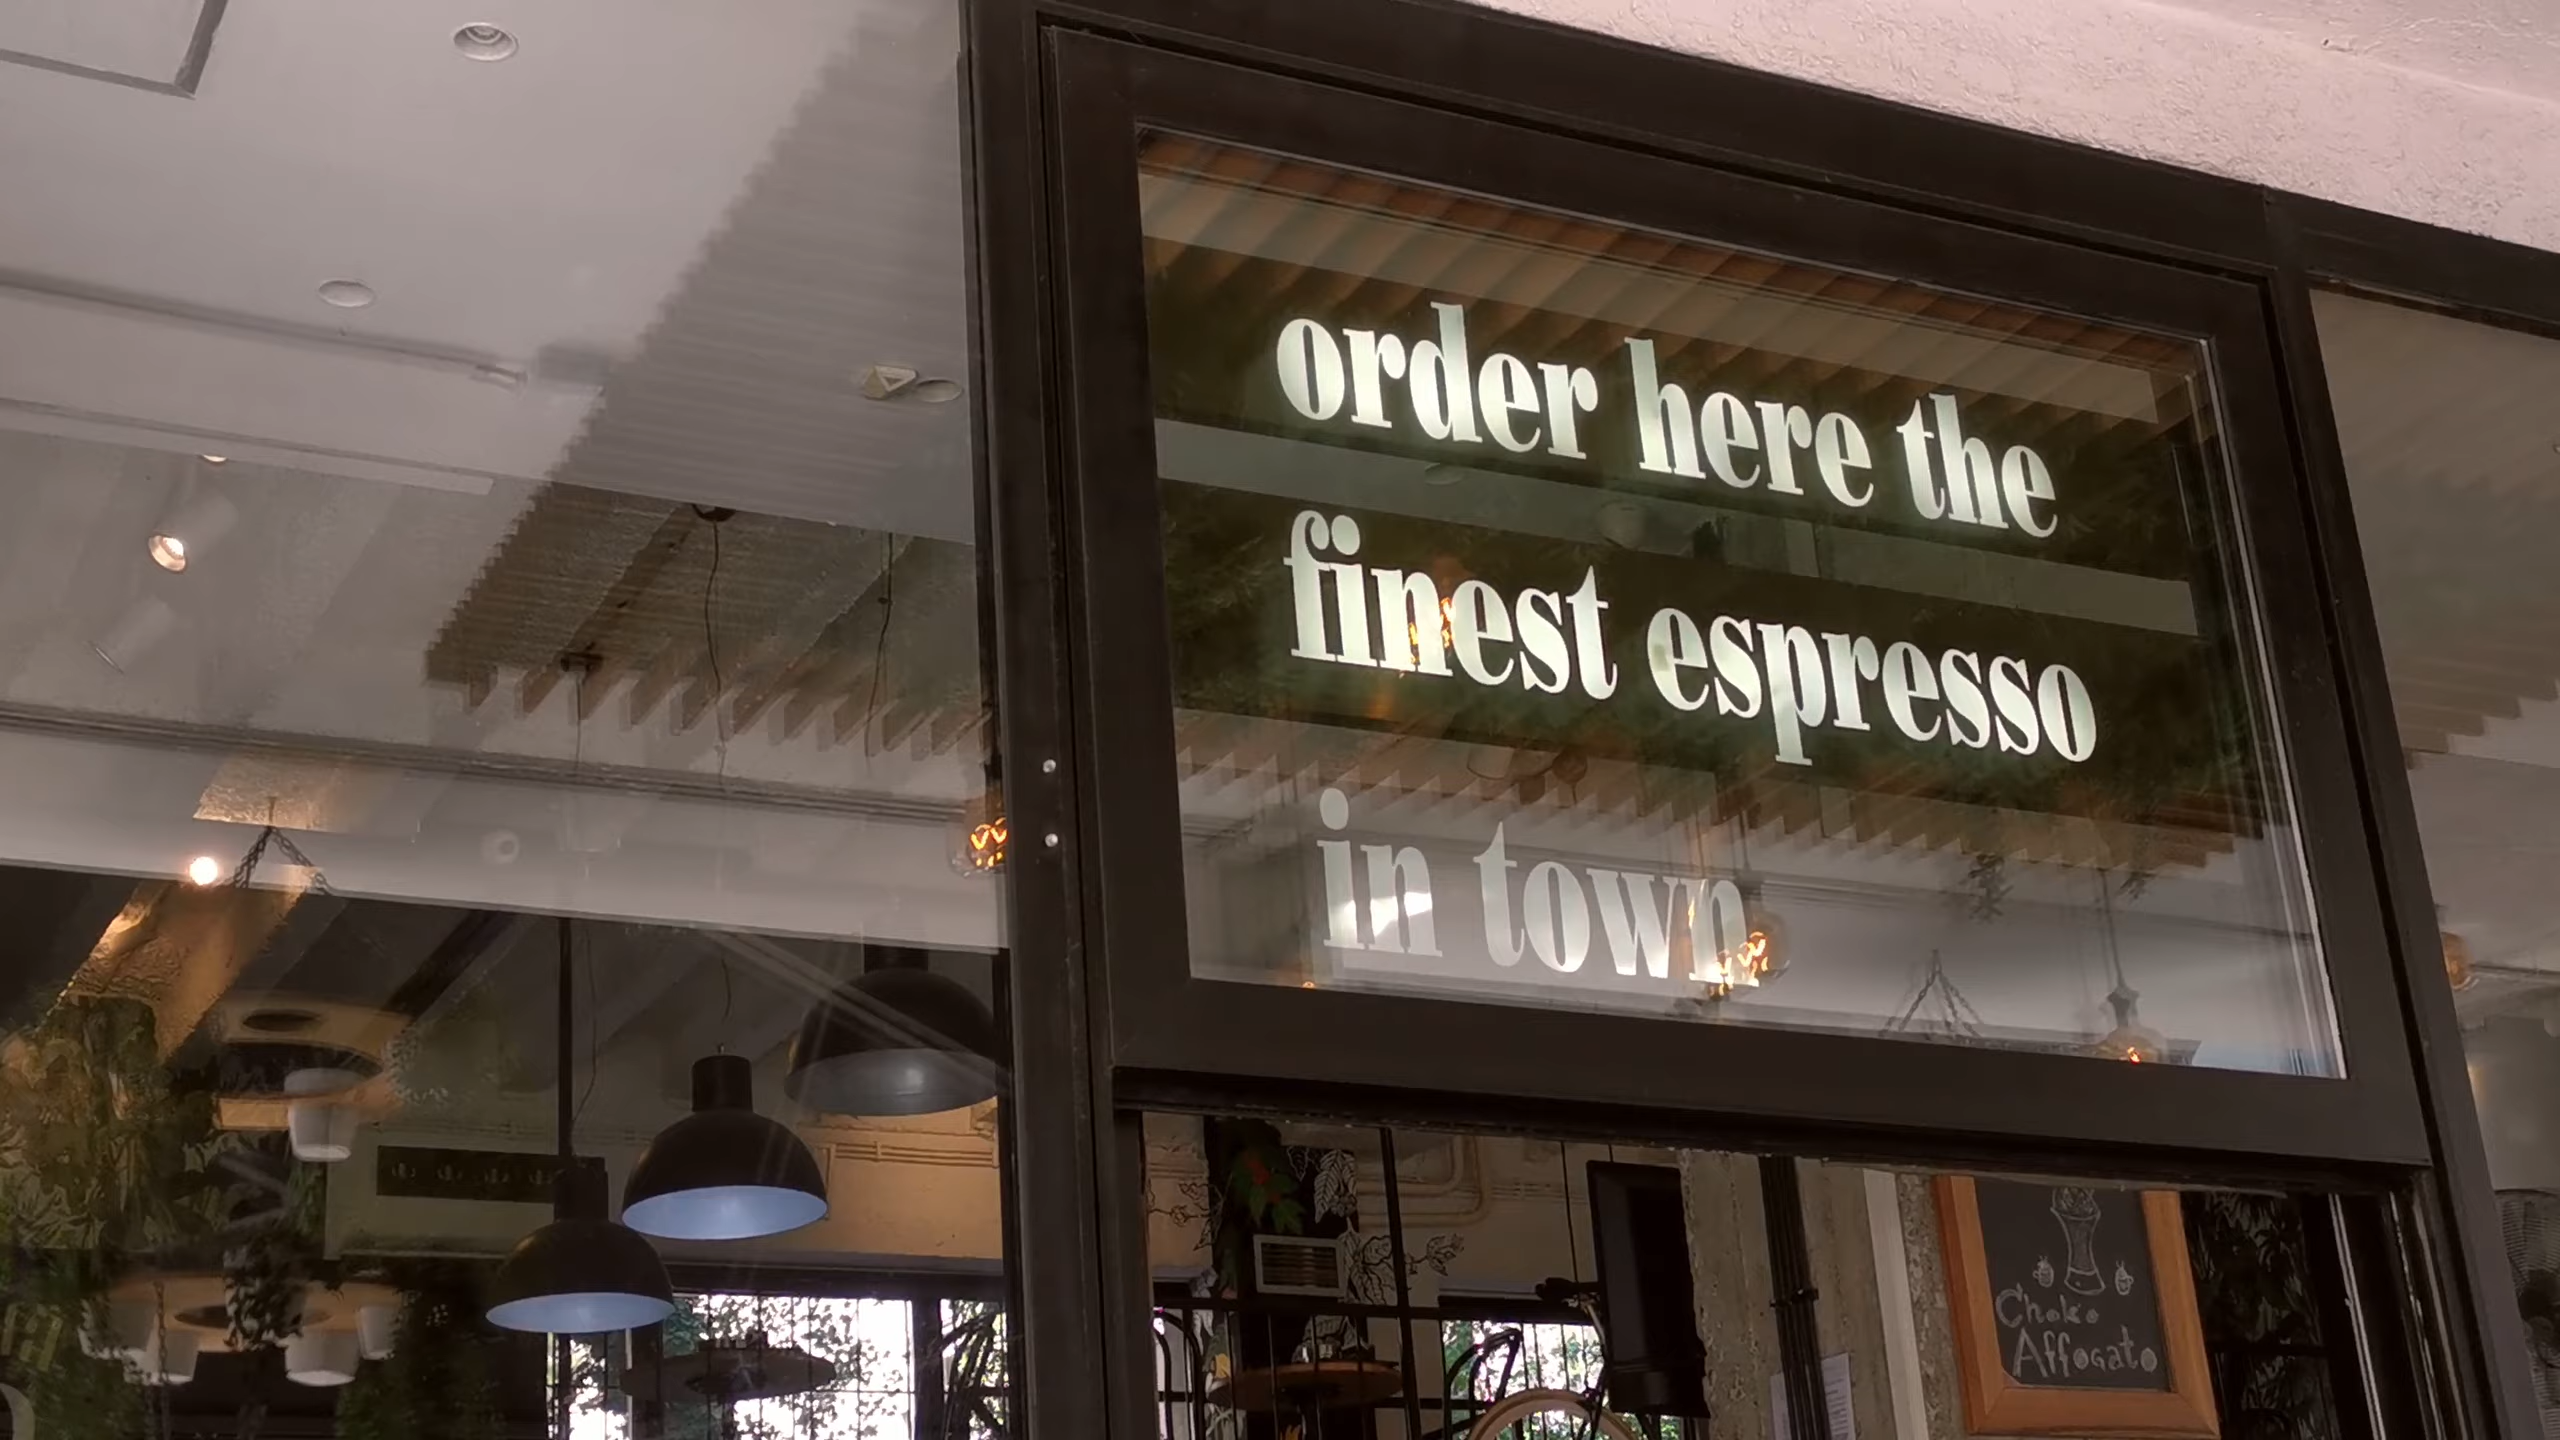 order here the
finest espresso
in town
Choko
Affogato